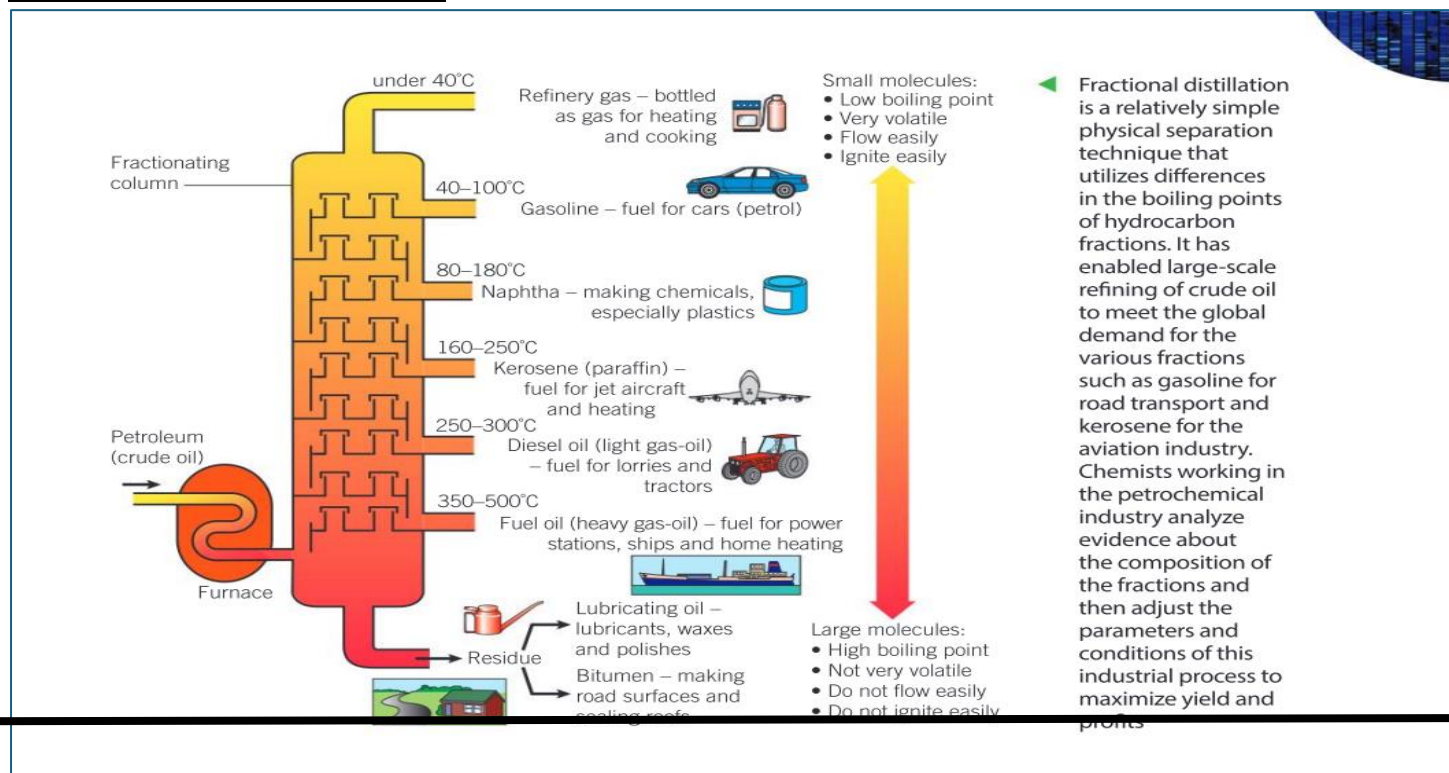 under 40°C
Refinery gas – bottled
as gas for heating
and cooking
Fractionating
column
40–100°C
Gasoline – fuel for cars (petrol)
80–180°C
Naphtha – making chemicals,
especially plastics
160–250°C
Kerosene (paraffin) –
fuel for jet aircraft
and heating
250–300°C
Diesel oil (light gas-oil)
– fuel for lorries and
tractors
Petroleum
(crude oil)
350–500°C
Fuel oil (heavy gas-oil) – fuel for power
stations, ships and home heating
Furnace
Residue
Lubricating oil –
lubricants, waxes
and polishes
Bitumen – making
road surfaces and
sealing roofs
Small molecules:
• Low boiling point
• Very volatile
• Flow easily
• Ignite easily
Large molecules:
• High boiling point
• Not very volatile
• Do not flow easily
• Do not ignite easily
Fractional distillation
is a relatively simple
physical separation
technique that
utilizes differences
in the boiling points
of hydrocarbon
fractions. It has
enabled large-scale
refining of crude oil
to meet the global
demand for the
various fractions
such as gasoline for
road transport and
kerosene for the
aviation industry.
Chemists working in
the petrochemical
industry analyze
evidence about
the composition of
the fractions and
then adjust the
parameters and
conditions of this
industrial process to
maximize yield and
profits